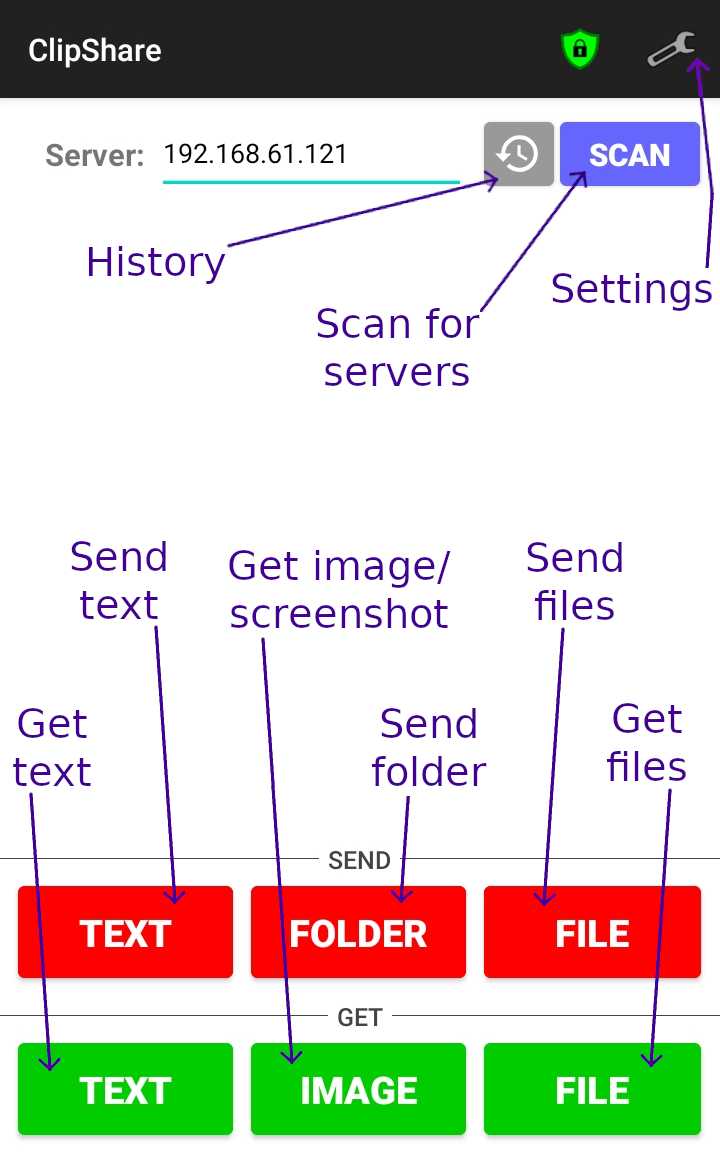 ClipShare
Server: 192.168.61.121 SCAN
History
Settings
Scan for
servers
Send
text
Get image/
screenshot
Send
files
Get
text
Send
folder
Get
files
SEND
TEXT FOLDER FILE
GET
TEXT IMAGE FILE